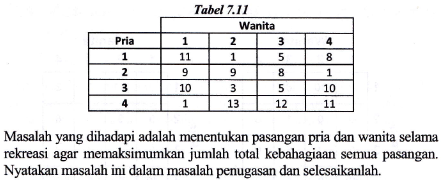 Tabel 7.11
Wanita
Pria 1 2 3 4
1 11 1 5 8
2 9 9 8 1
3 10 3 5 10
4 1 13 12 11
Masalah yang dihadapi adalah menentukan pasangan pria dan wanita selama
rekreasi agar memaksimumkan jumlah total kebahagiaan semua pasangan.
Nyatakan masalah ini dalam masalah penugasan dan selesaikanlah.